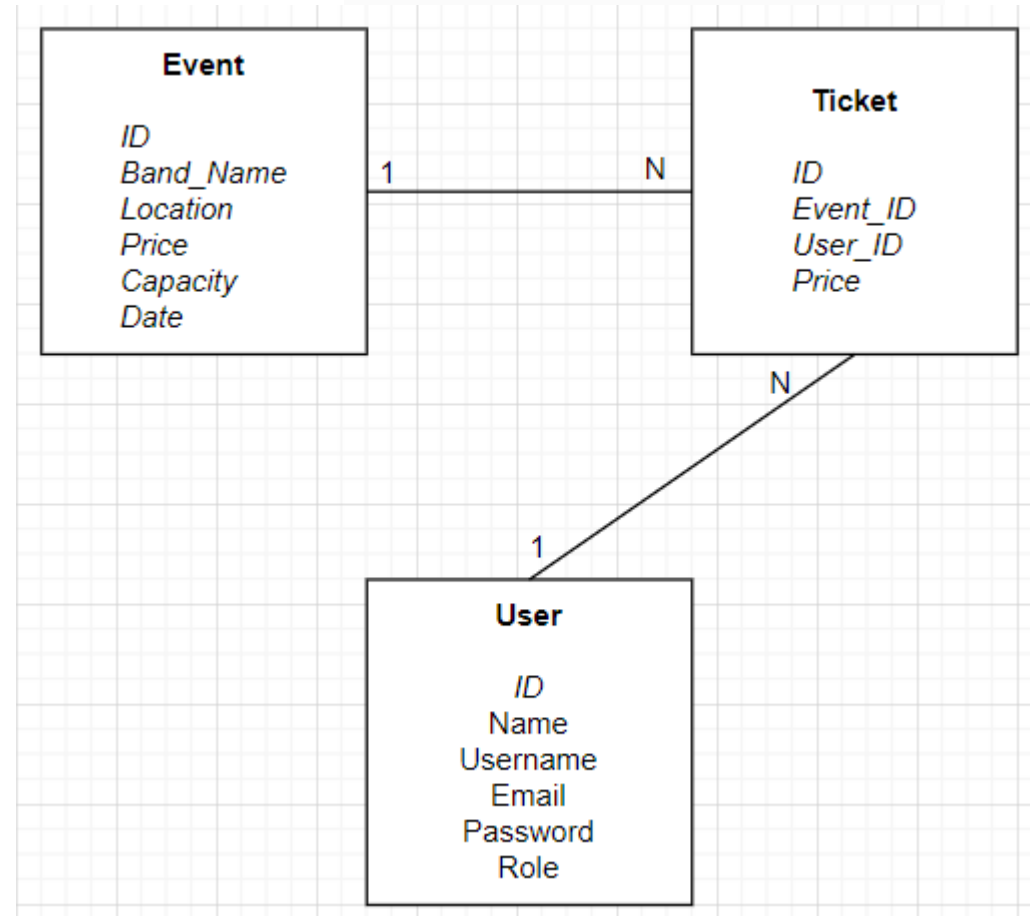 Event
ID
Band_Name
Location
Price
Capacity
Date
1
N
Ticket
ID
Event_ID
User_ID
Price
N
1
User
ID
Name
Username
Email
Password
Role